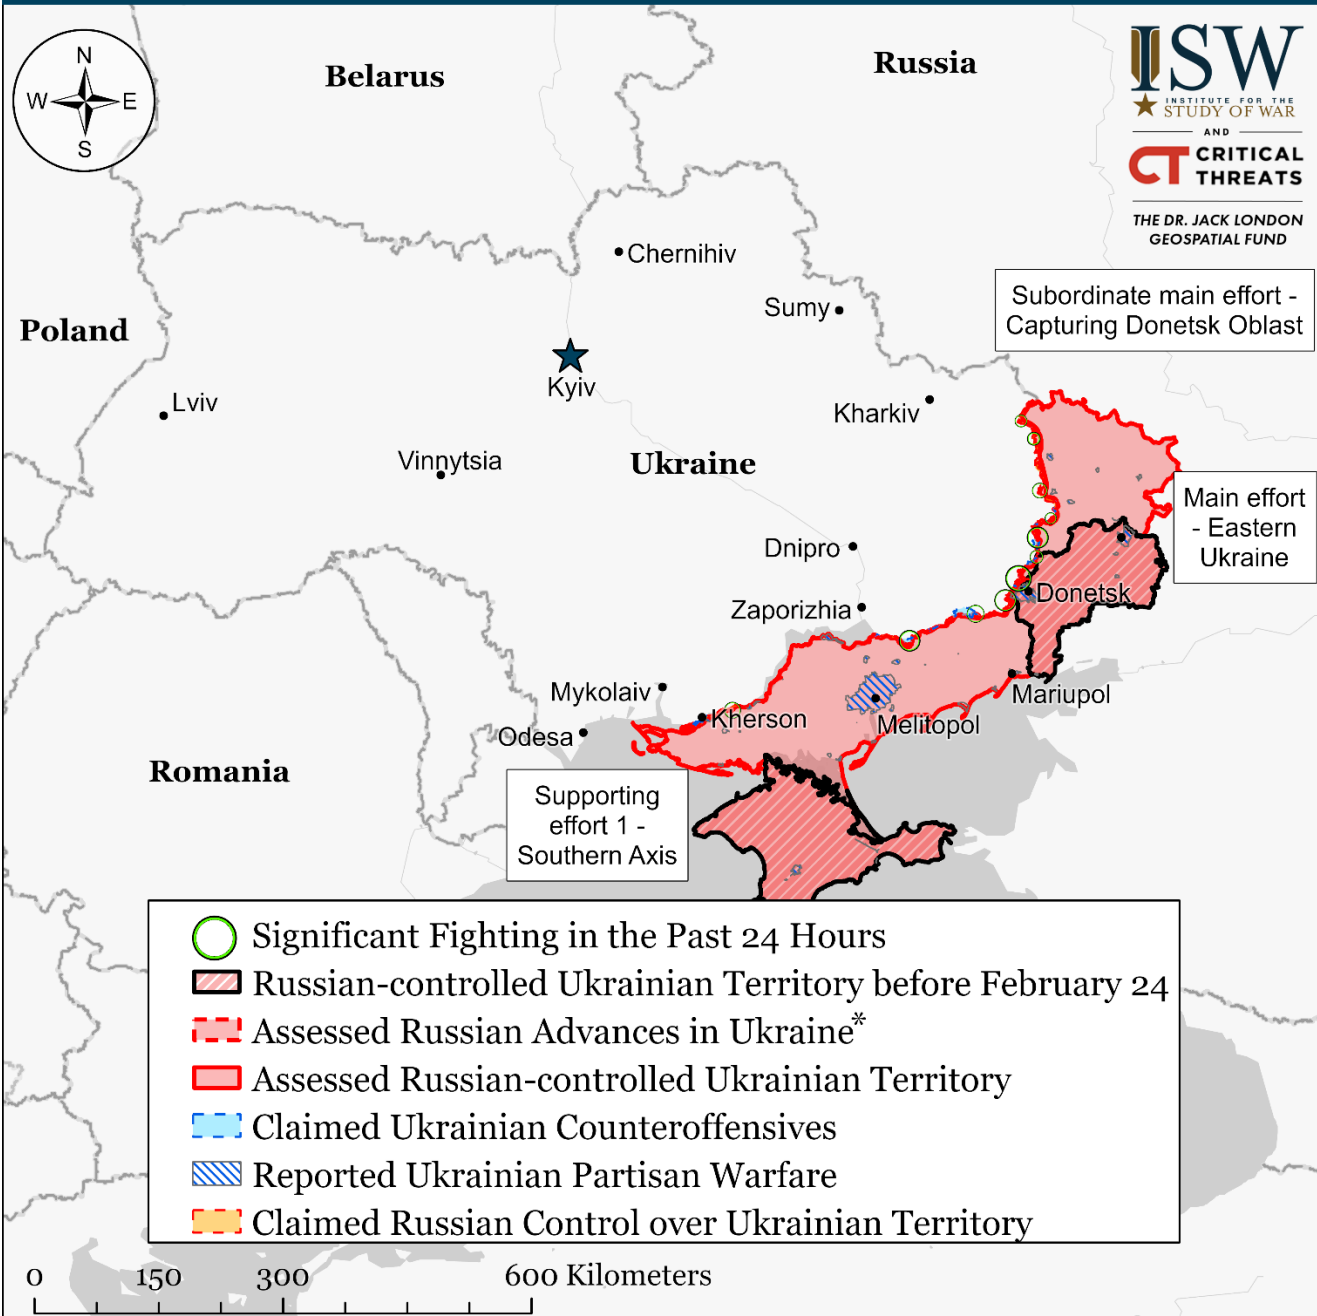 N
W
E
S
Belarus
Russia
ISW
INSTITUTE FOR THE
STUDY OF WAR
AND
CT CRITICAL
THREATS
THE DR. JACK LONDON
GEOSPATIAL FUND
Chernihiv
Subordinate main effort -
Capturing Donetsk Oblast
Sumy
Poland
Kyiv
Lviv
Kharkiv
Vinnytsia
Ukraine
Main effort
- Eastern
Ukraine
Dnipro
Donetsk
Zaporizhia
Mykolaiv
Mariupol
Kherson
Melitopol
Odesa
Romania
Supporting
effort 1 -
Southern Axis
Significant Fighting in the Past 24 Hours
Russian-controlled Ukrainian Territory before February 24
Assessed Russian Advances in Ukraine*
Assessed Russian-controlled Ukrainian Territory
Claimed Ukrainian Counteroffensives
Reported Ukrainian Partisan Warfare
Claimed Russian Control over Ukrainian Territory
0 150 300 600 Kilometers